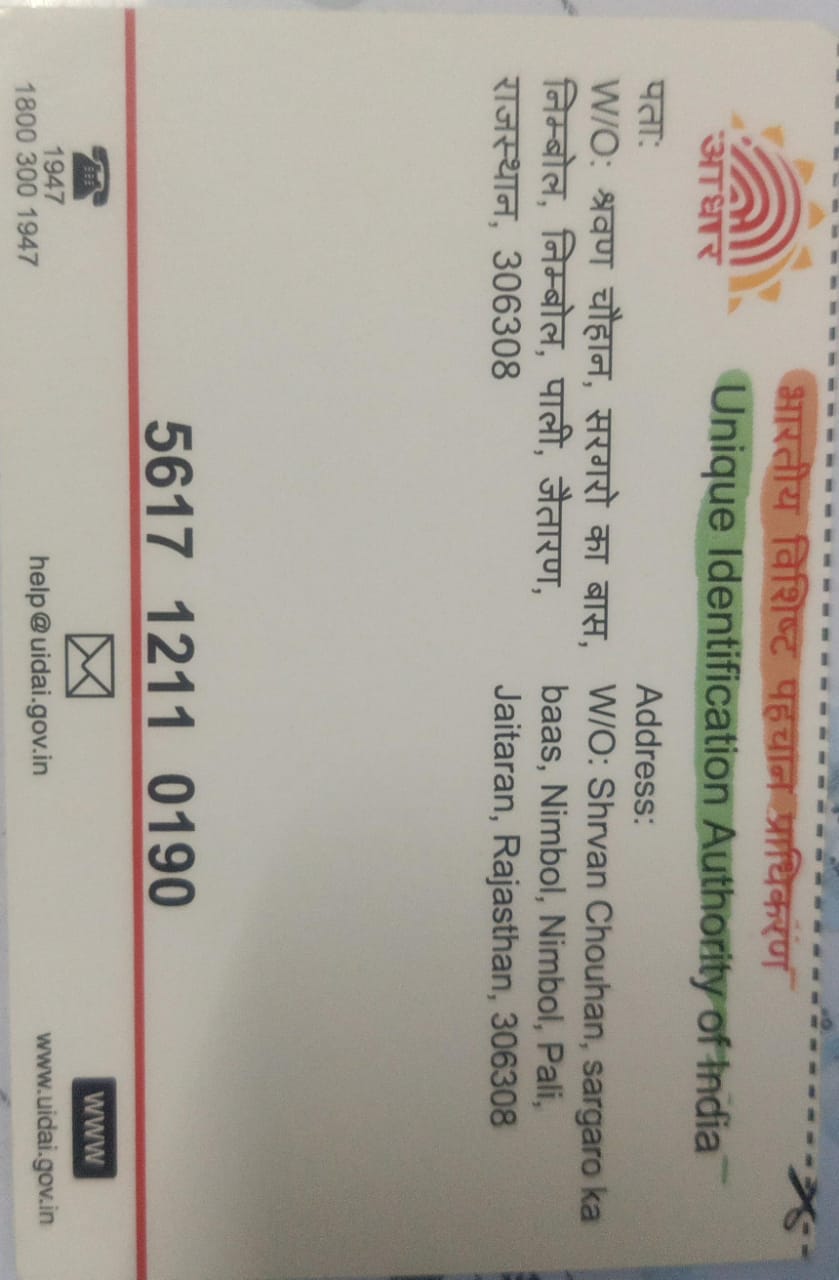 भारतीय विशिष्ट पहचान प्राधिकरण
Unique Identification Authority of India
आधार
पता:
W/O: श्रवण चौहान, सरगरो का बास,
निम्बोल, निम्बोल, पाली, जैतारण,
राजस्थान, 306308
Address:
W/O: Shrvan Chouhan, sargaro ka
baas, Nimbol, Nimbol, Pali,
Jaitaran, Rajasthan, 306308
5617 1211 0190
1947
1800 300 1947
help@uidai.gov.in
WWW
www.uidai.gov.in